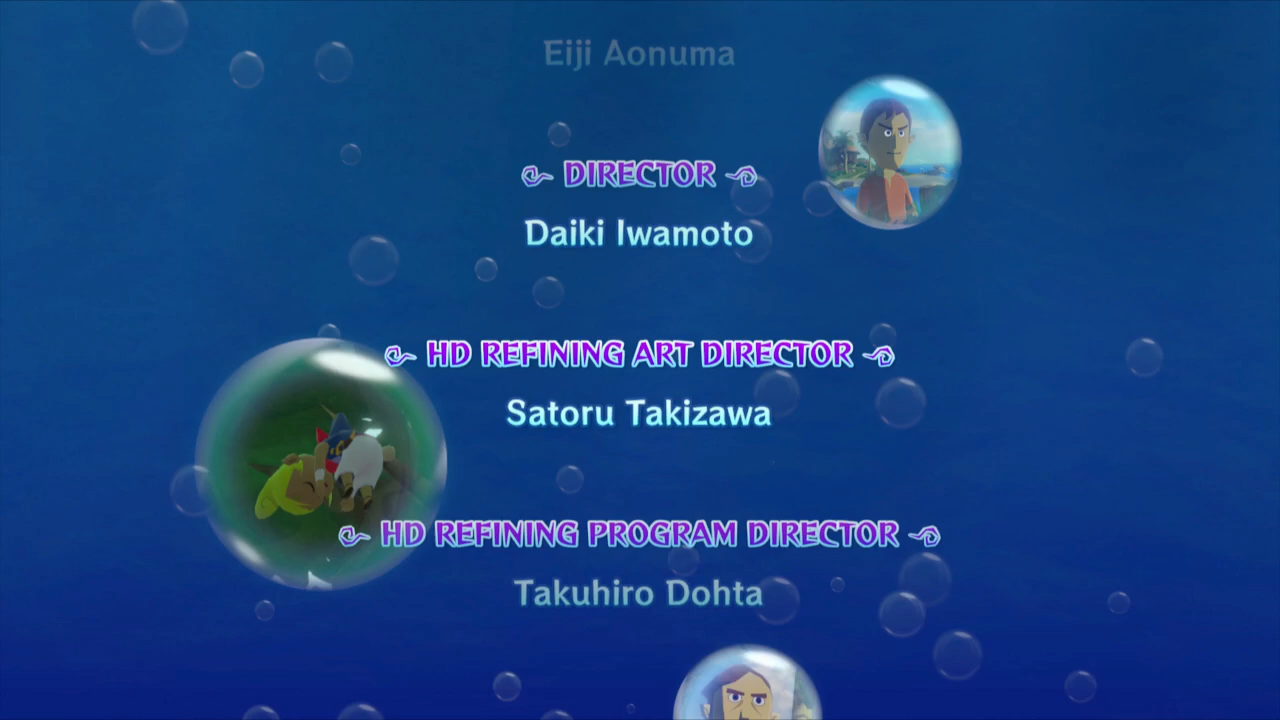 Eiji Aonuma
DIRECTOR
Daiki Iwamoto
HD REFINING ART DIRECTOR
Satoru Takizawa
HD REFINING PROGRAM DIRECTOR
Takuhiro Dohta